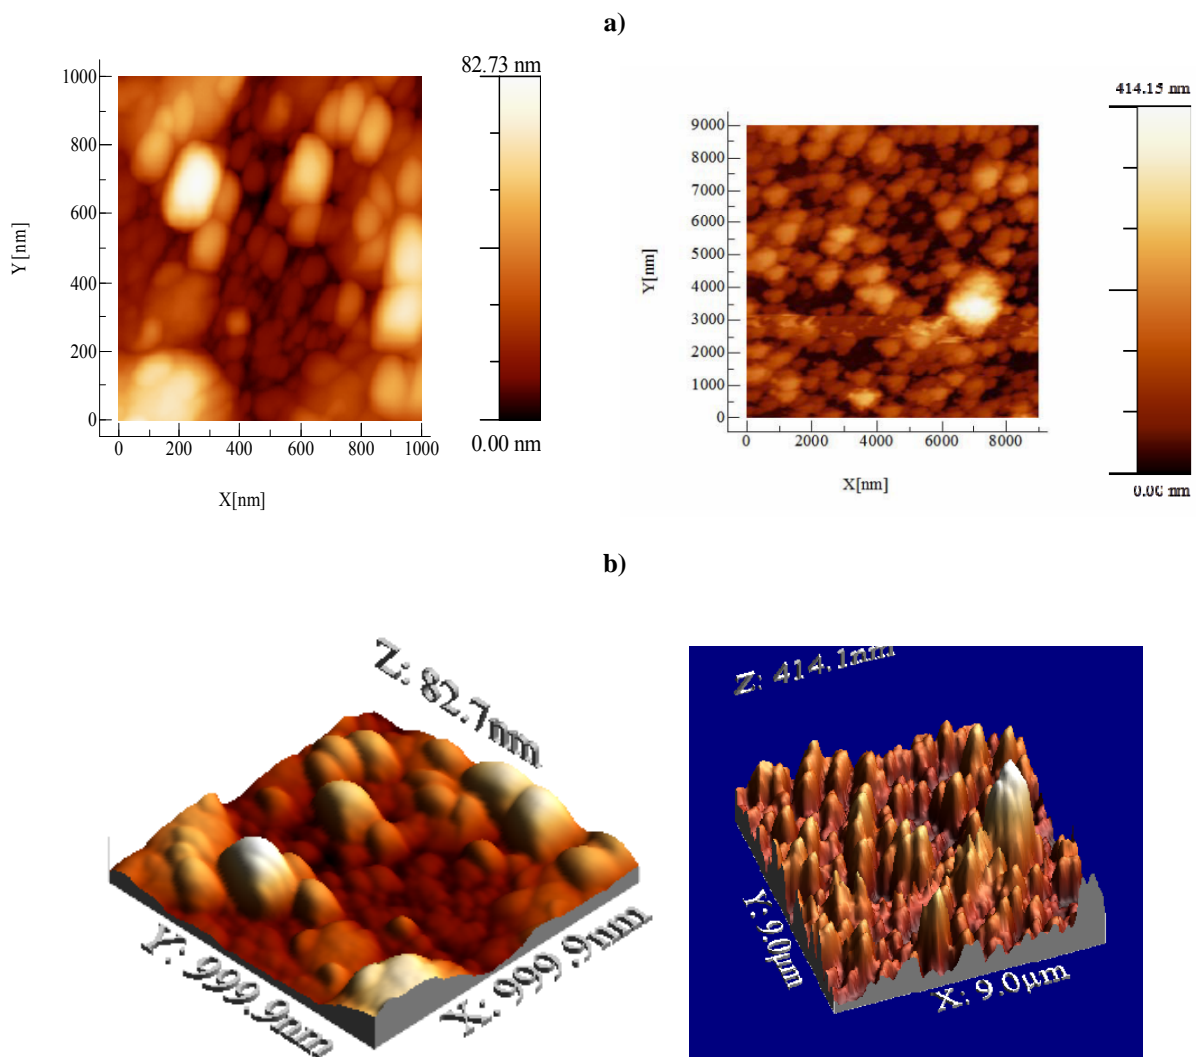 a)
82.73 nm
1000
800
600
400
200
0
Y[nm]
0 200 400 600 800 1000
X[nm]
0.00 nm
414.15 nm
9000
8000
7000
6000
5000
4000
3000
2000
1000
0
Y[nm]
0 2000 4000 6000 8000
X[nm]
0.00 nm
b)
Z: 82.7nm
Y: 999.9nm
X: 999.9nm
Z: 414.1nm
Y: 9.0µm
X: 9.0µm